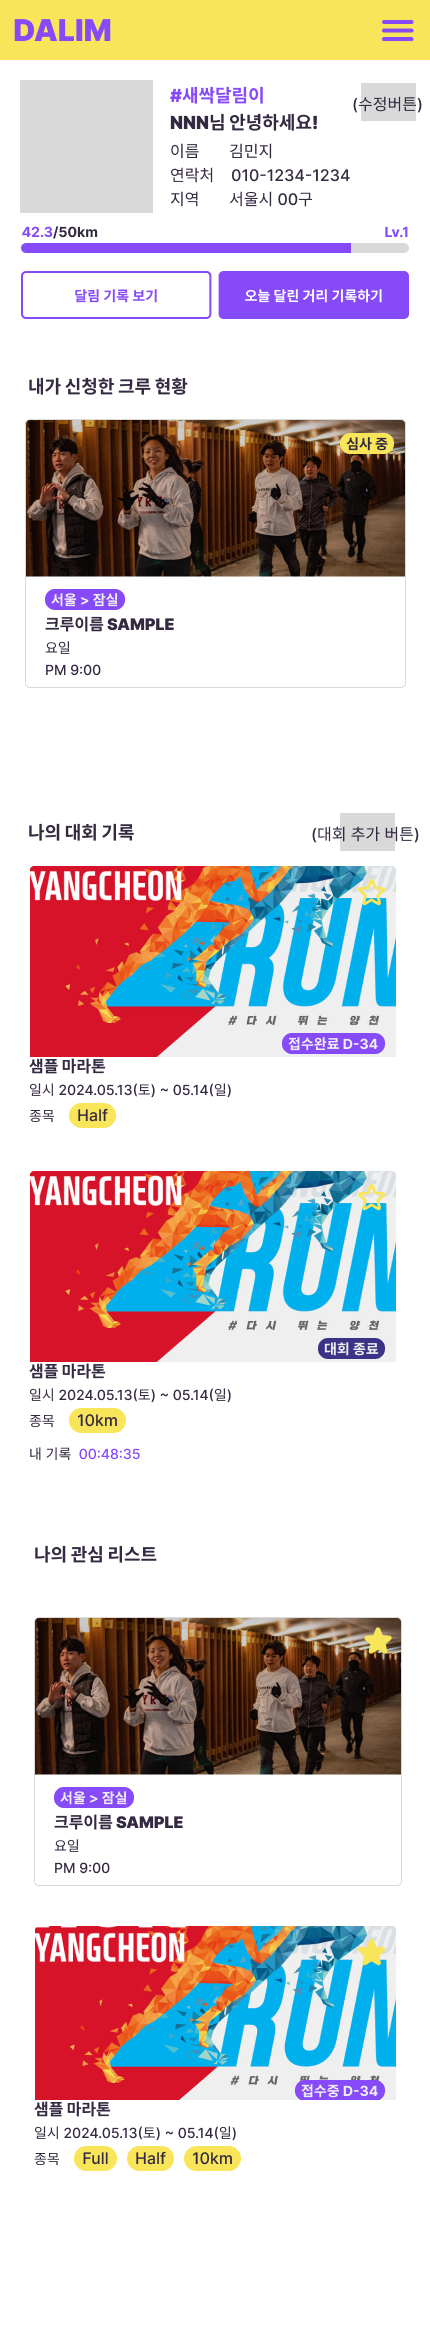 DALIM
#새싹달림이
(수정버튼)
NNN님 안녕하세요!
이름 김민지
연락처 010-1234-1234
지역 서울시 00구
42.3/50km Lv.1
달림 기록 보기
오늘 달린 거리 기록하기
내가 신청한 크루 현황
심사 중
서울 > 잠실
크루이름 SAMPLE
요일
PM 9:00
나의 대회 기록
(대회 추가 버튼)
YANGCHEON
RUN
# 다 시 뛰 는 양 천
접수완료 D-34
샘플 마라톤
일시 2024.05.13(토) ~ 05.14(일)
종목 Half
YANGCHEON
RUN
# 다 시 뛰 는 양 천
대회 종료
샘플 마라톤
일시 2024.05.13(토) ~ 05.14(일)
종목 10km
내 기록 00:48:35
나의 관심 리스트
서울 > 잠실
크루이름 SAMPLE
요일
PM 9:00
YANGCHEON
RUN
# 다 시 뛰 는 양 천
접수중 D-34
샘플 마라톤
일시 2024.05.13(토) ~ 05.14(일)
종목 Full Half 10km